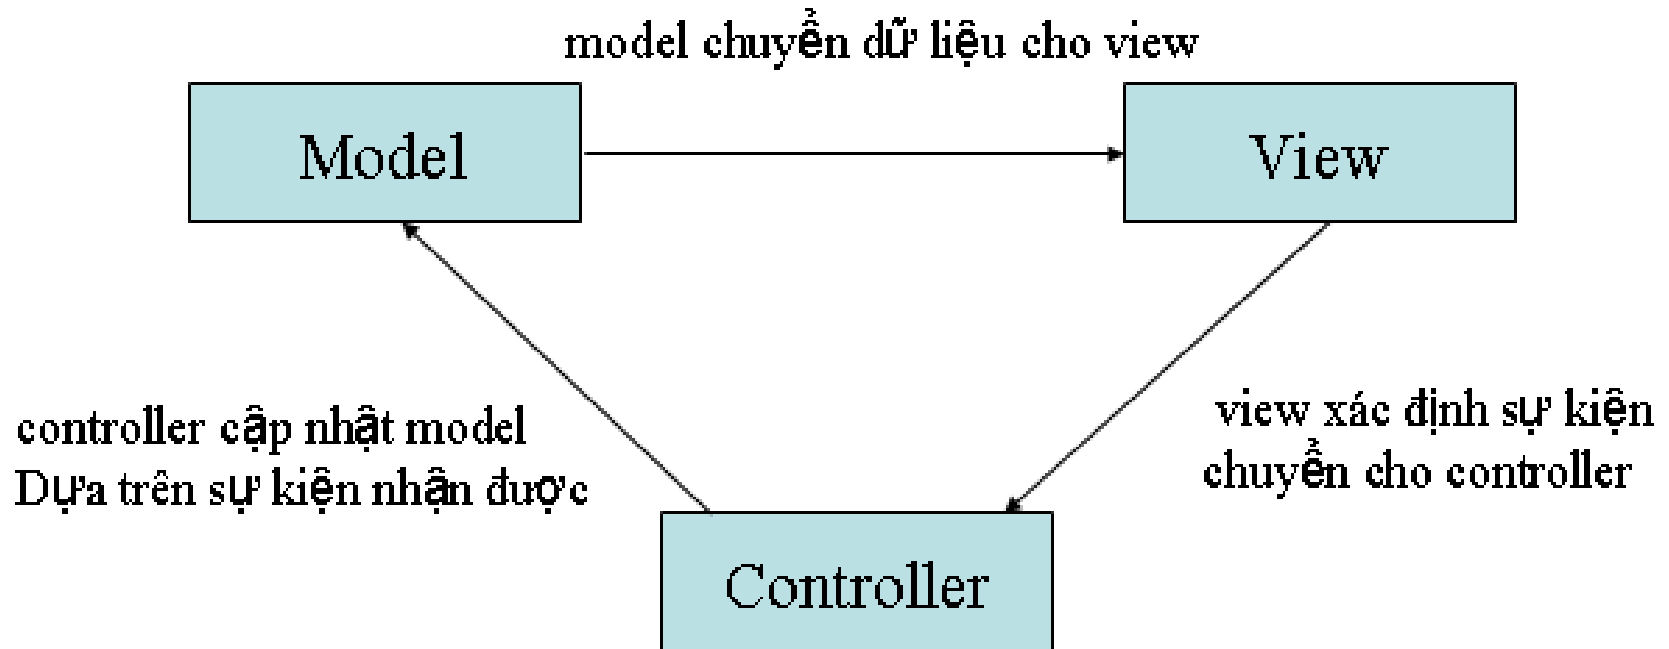 model chuyển dữ liệu cho view
Model
View
controller cập nhật model
Dựa trên sự kiện nhận được
view xác định sự kiện
chuyển cho controller
Controller